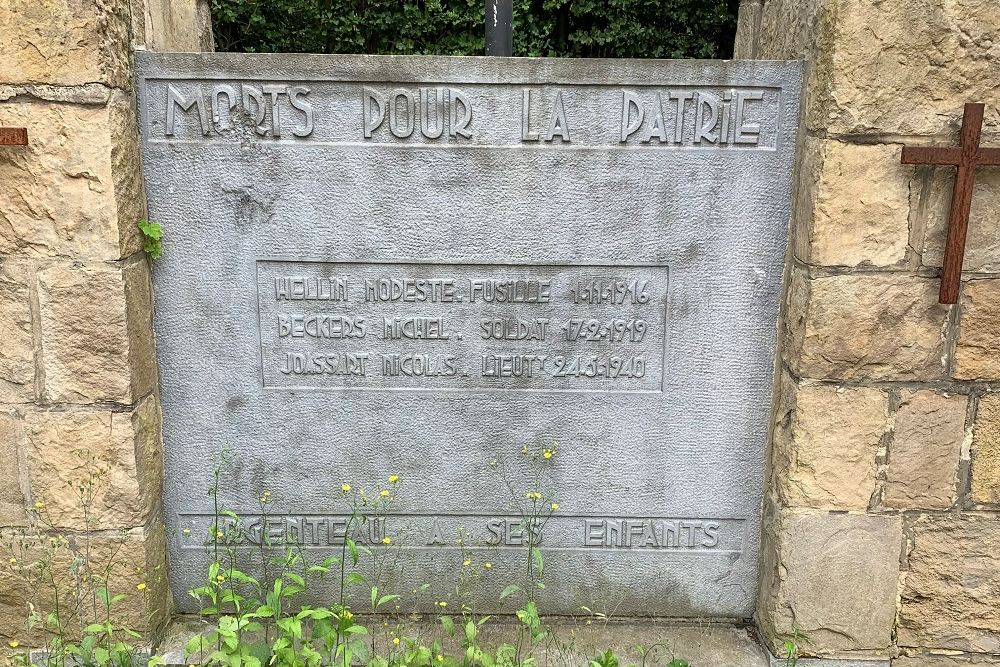 MORTS POUR LA PATRIE
HELLIN MODESTE. FUSILLE 1·11·1916
BECKERS MICHEL. SOLDAT 17·2·1919
JOASSART NICOLAS. LIEUT^T 24·5·1940
ARGENTEAU A SES ENFANTS